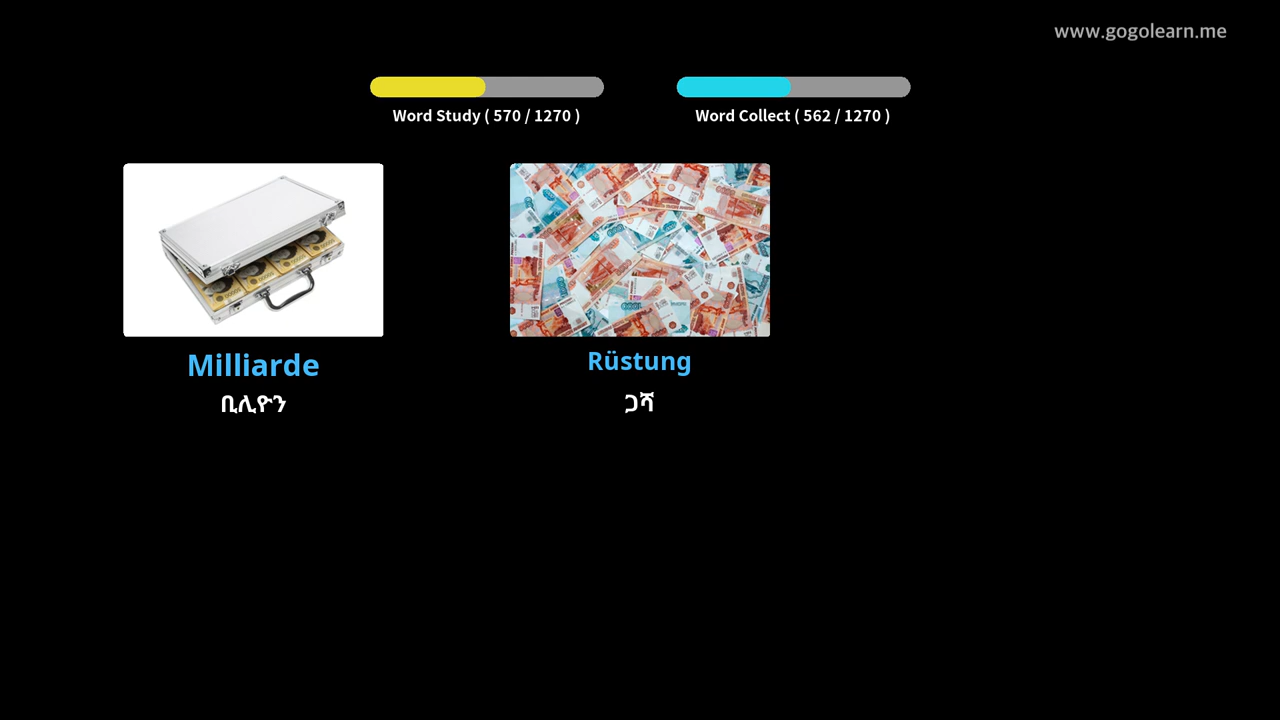 www.gogolearn.me
Word Study ( 570 / 1270 )
Word Collect ( 562 / 1270 )
Milliarde
ቢሊዮን
Rüstung
ጋሻ